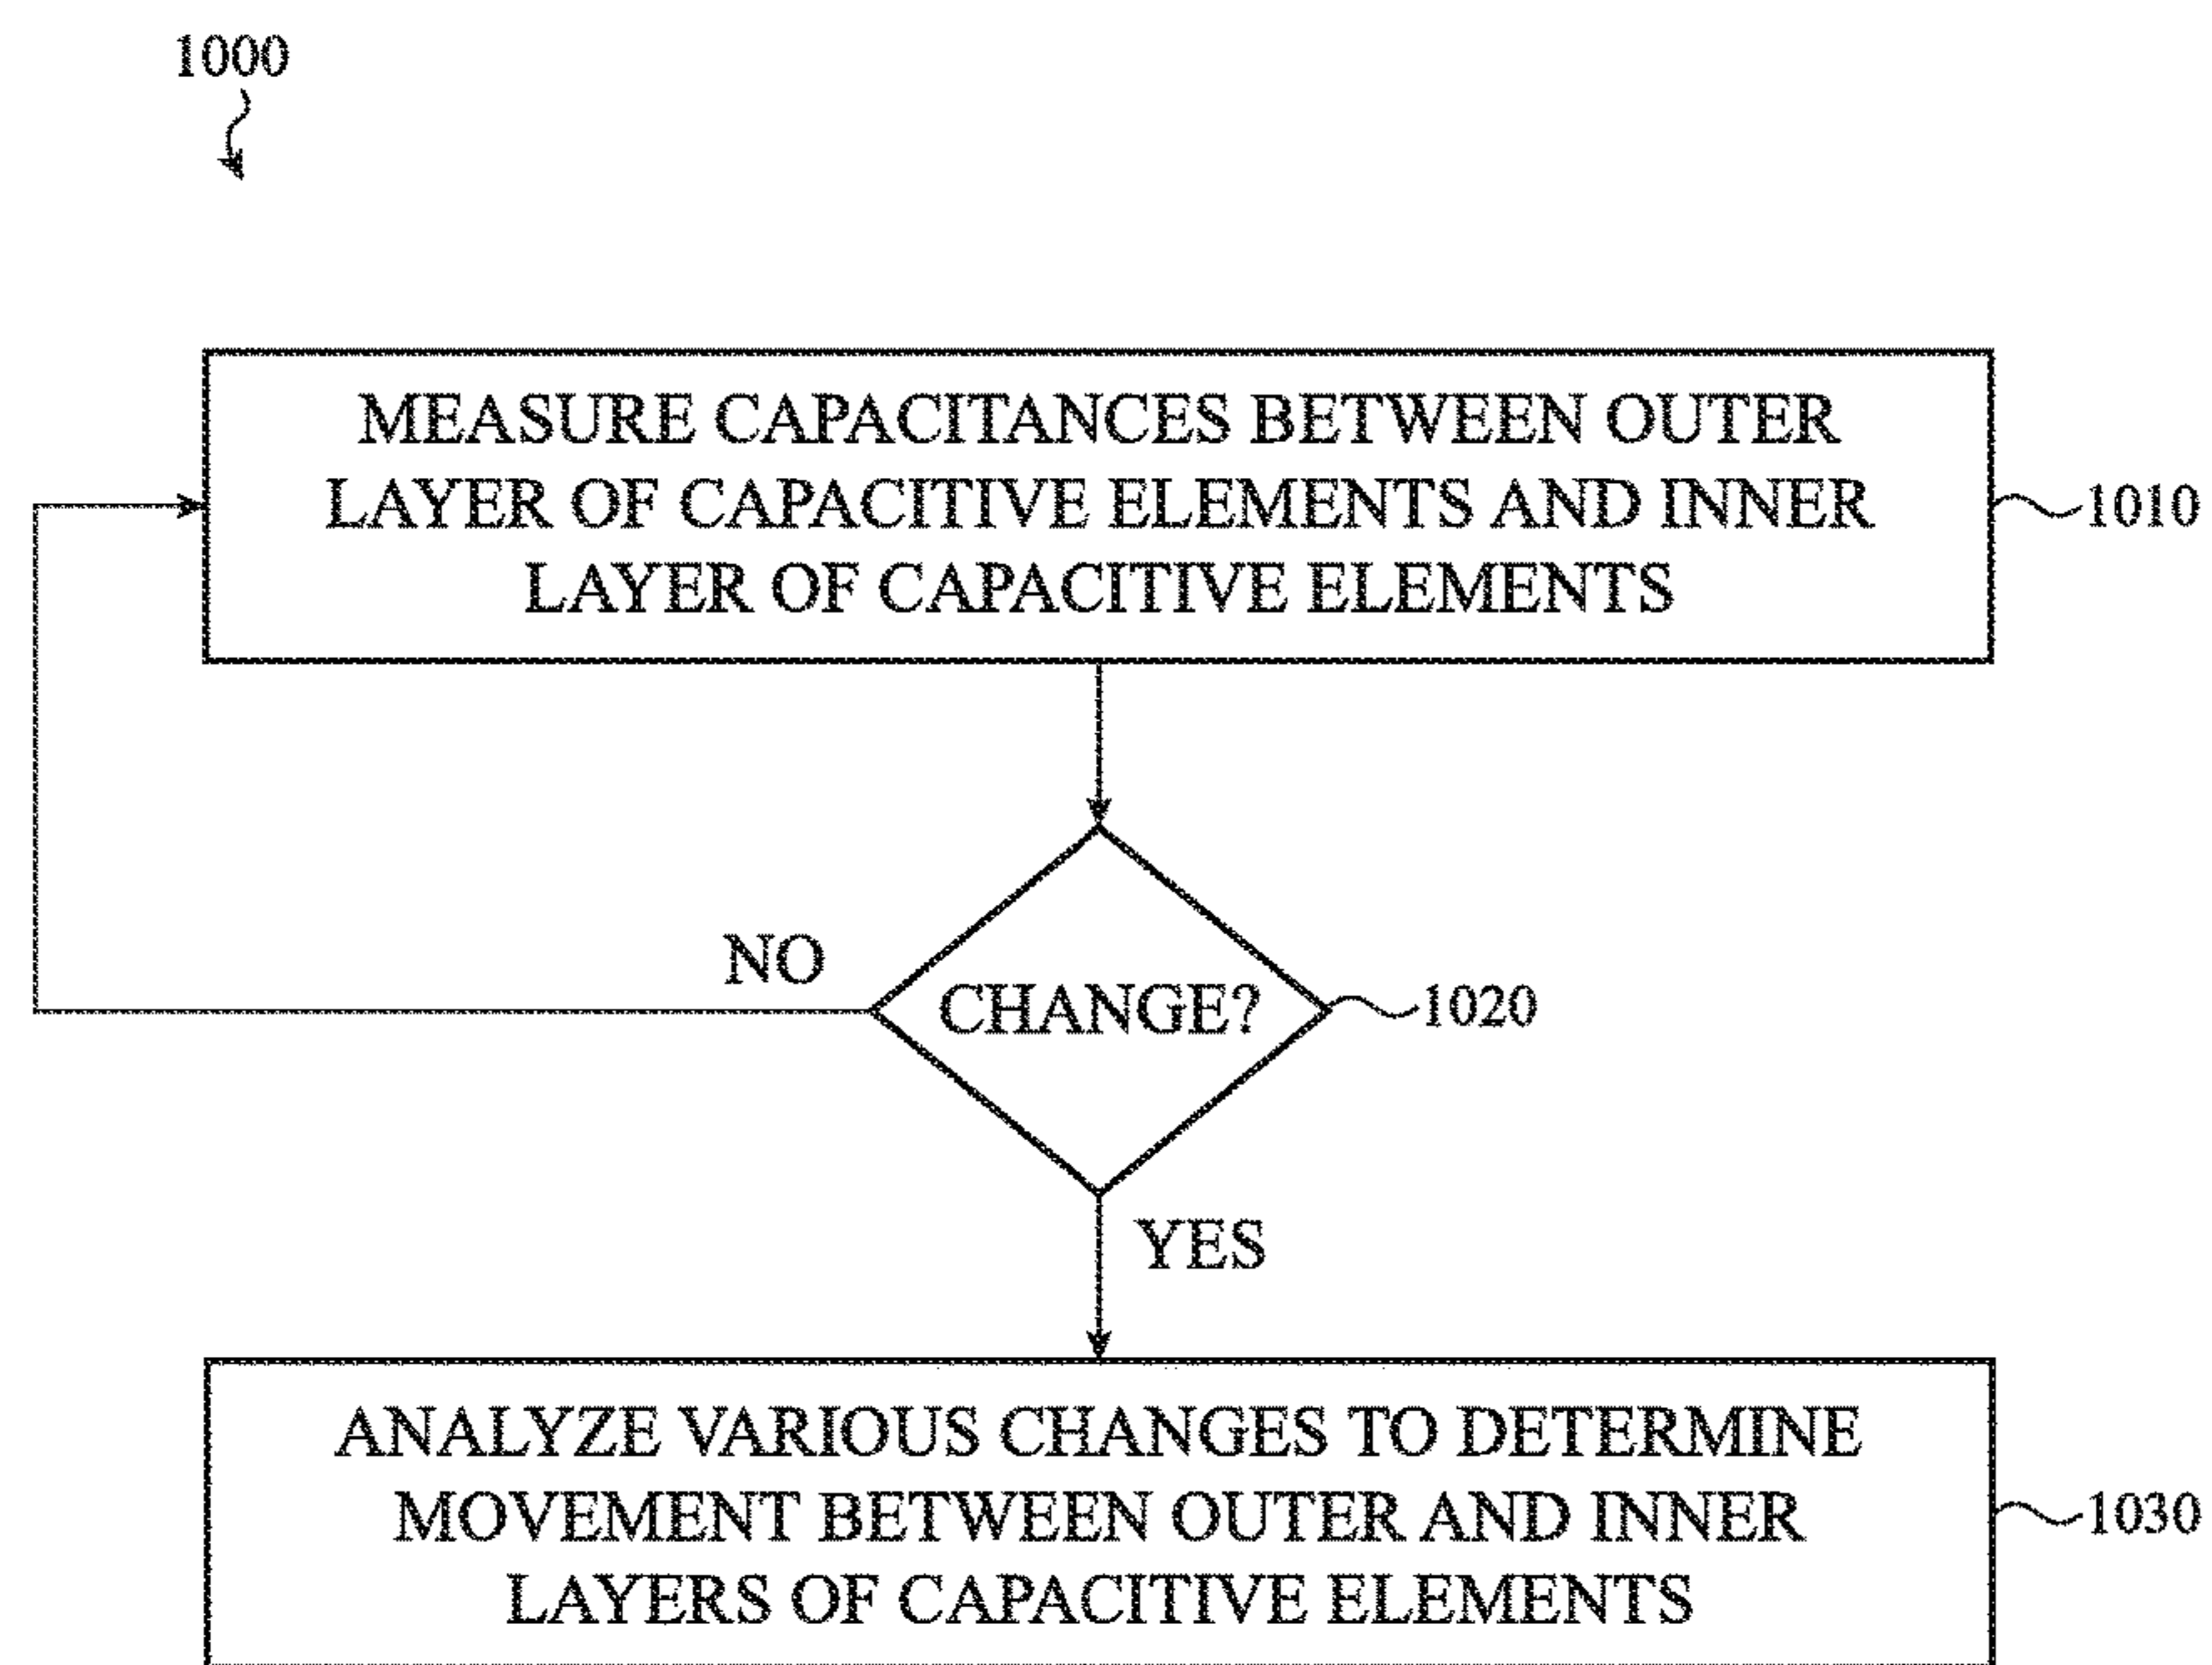 1000
MEASURE CAPACITANCES BETWEEN OUTER
LAYER OF CAPACITIVE ELEMENTS AND INNER
LAYER OF CAPACITIVE ELEMENTS
1010
NO
CHANGE?
1020
YES
ANALYZE VARIOUS CHANGES TO DETERMINE
MOVEMENT BETWEEN OUTER AND INNER
LAYERS OF CAPACITIVE ELEMENTS
1030